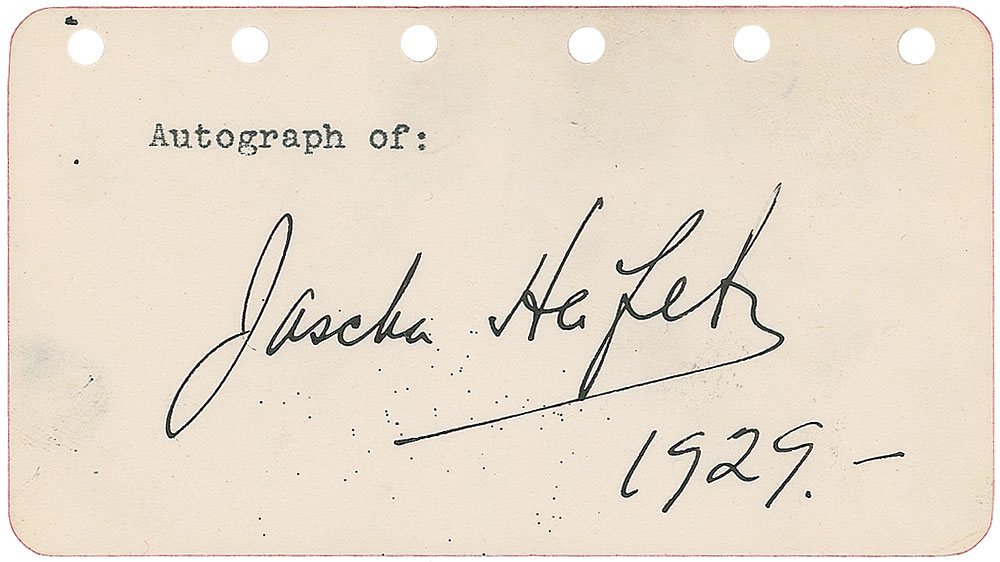 Autograph of:
Jascha Heifetz
1929.—